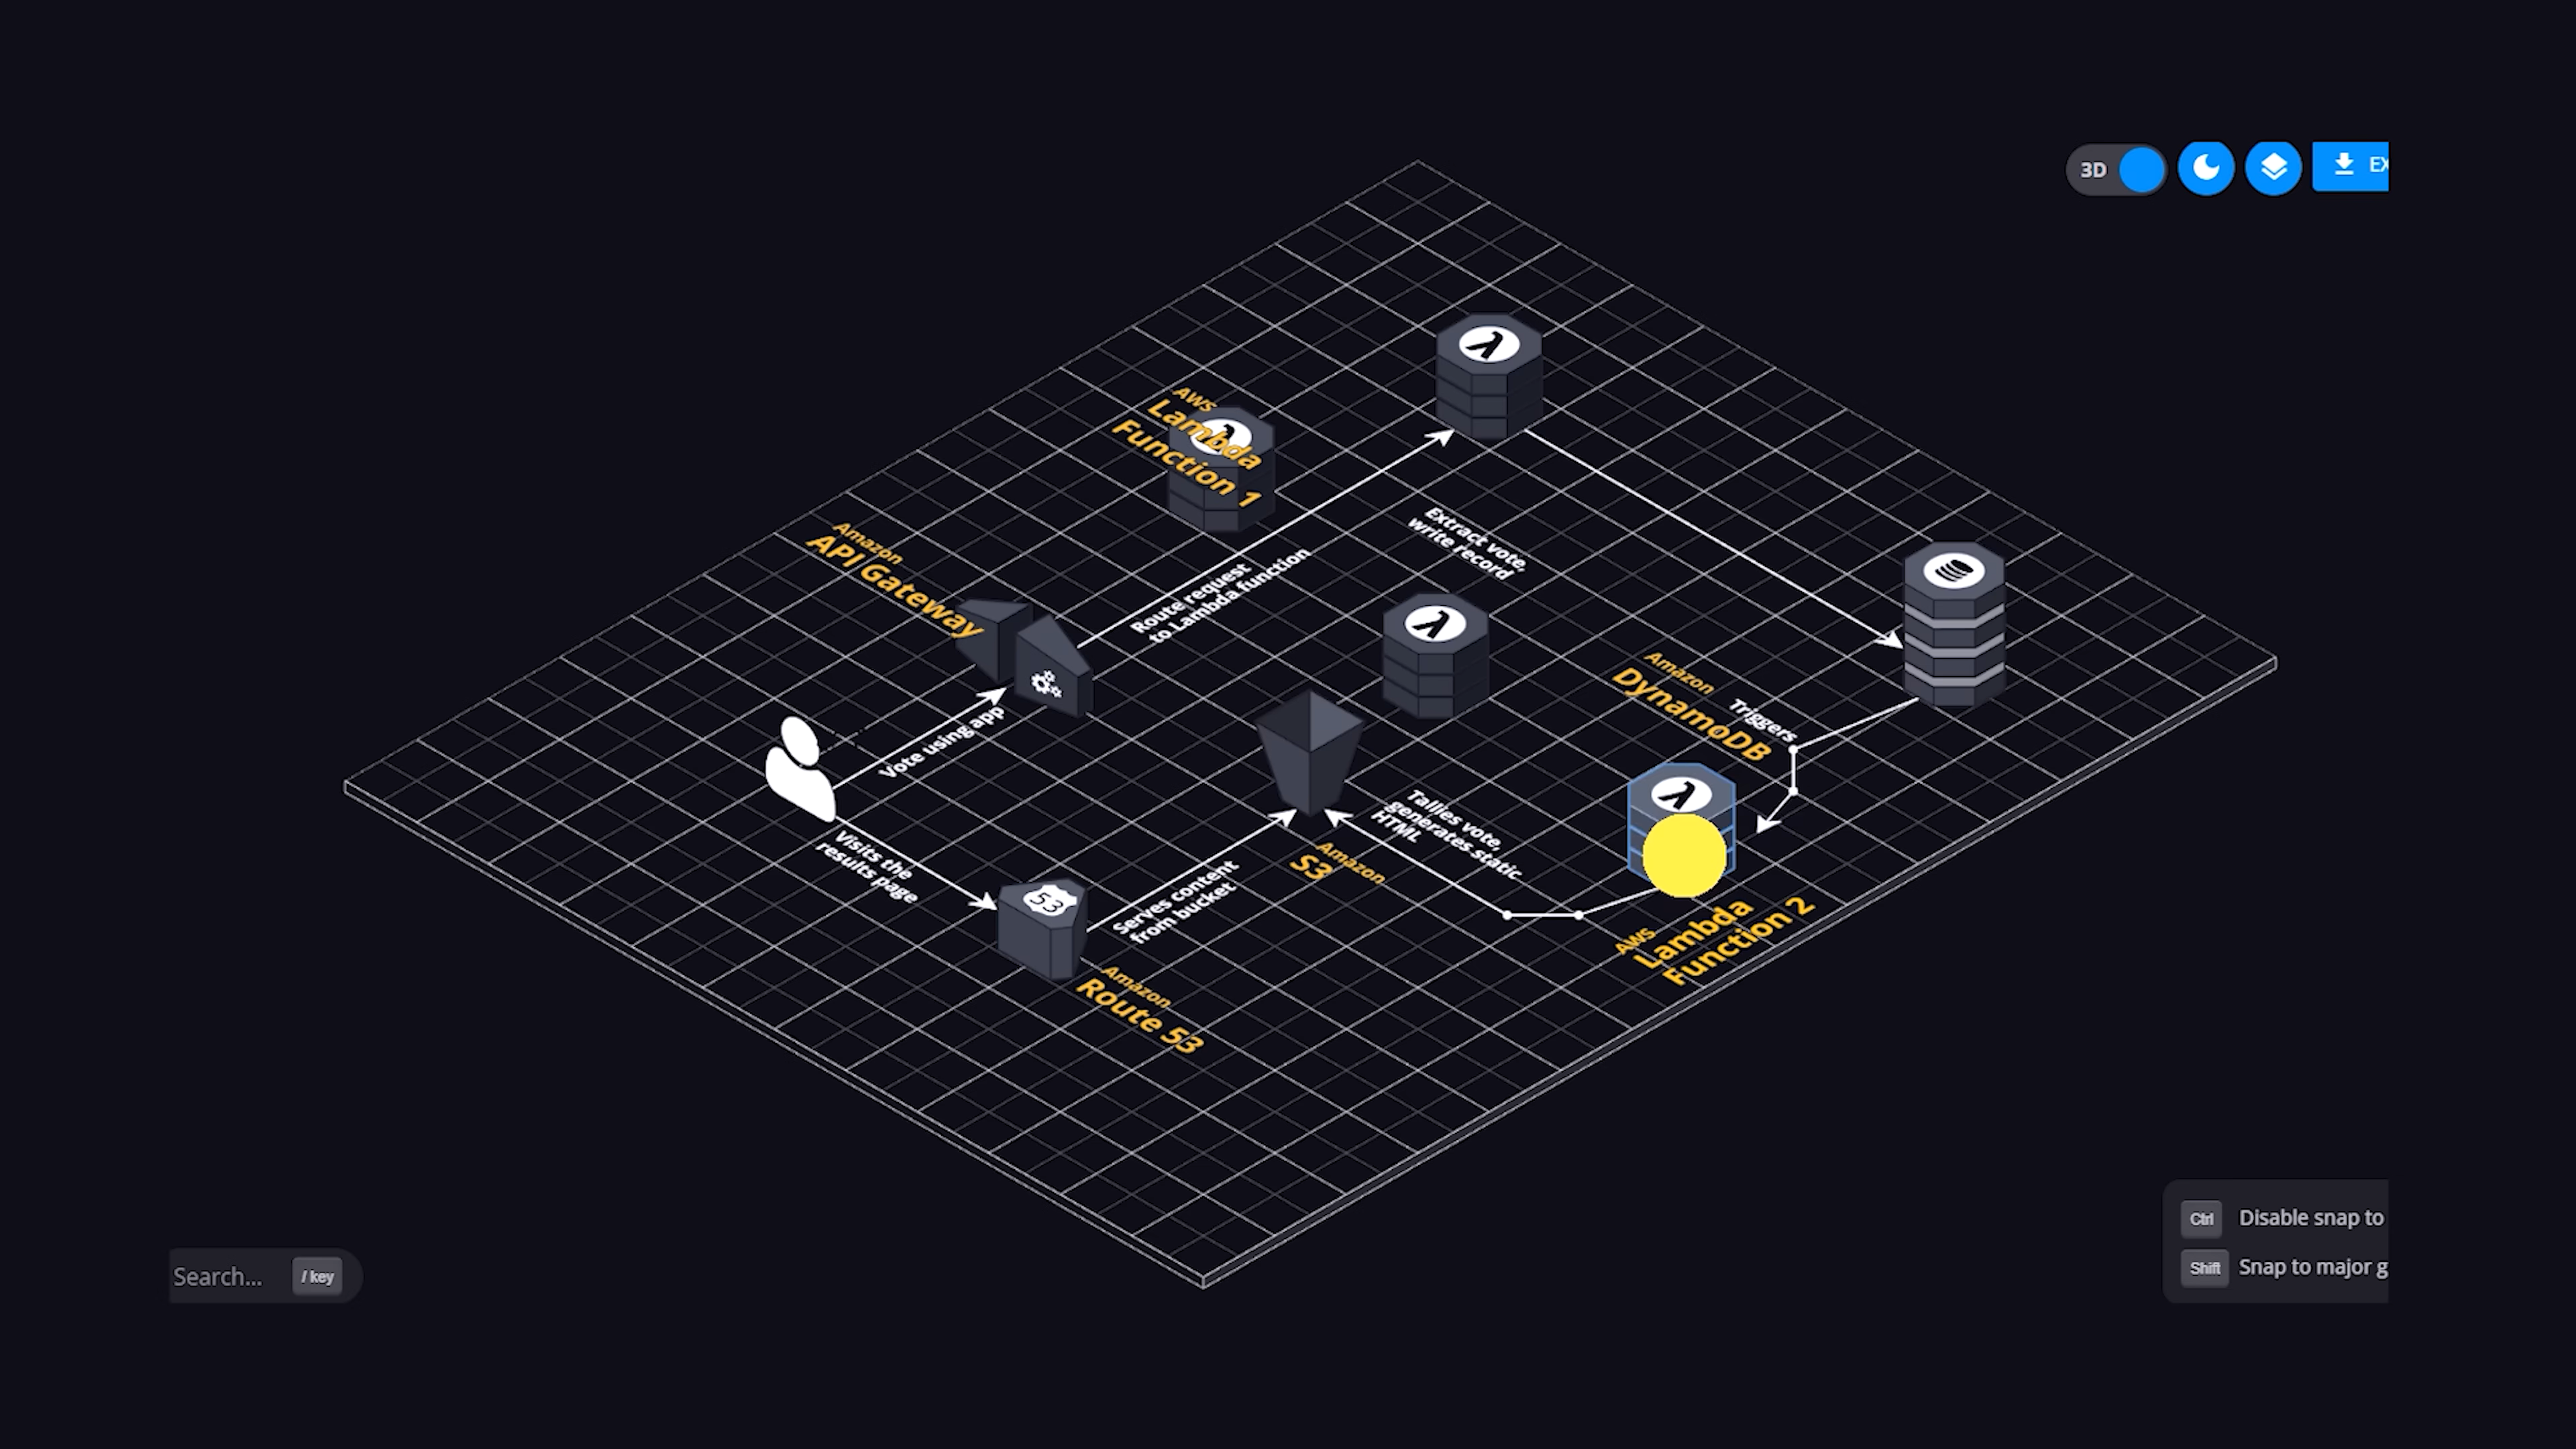 3D
EX
AWS
Lambda
Function 1
Amazon
API Gateway
Extract vote,
write record
Route request
to Lambda function
Amazon
DynamoDB
Triggers
Vote using app
Tallies vote,
generates static
HTML
Visits the
results page
53
Amazon
S3
Serves content
from bucket
AWS
Lambda
Function 2
Amazon
Route 53
Search...
/ key
Ctrl
Disable snap to
Shift
Snap to major g